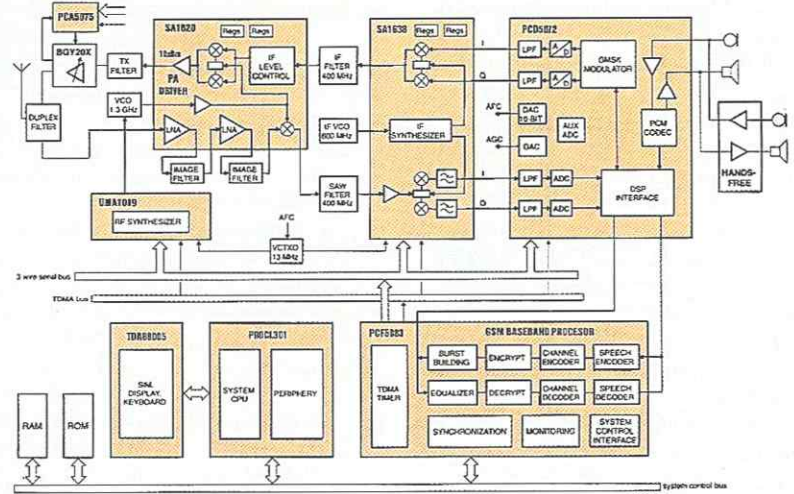 PCA5075
BGY20X
TX
FILTER
DUPLEX
FILTER
VCO
1.3 GHz
SA1620
Regs
Regs
PA
DRIVER
IF
LEVEL
CONTROL
LNA
LNA
IMAGE
FILTER
IMAGE
FILTER
UMA1019
RF SYNTHESIZER
IF
FILTER
400 MHz
IF VCO
800 MHz
SAW
FILTER
400 MHz
AFC
VCTXO
13 MHz
SA1638
Regs
Regs
IF
SYNTHESIZER
I
Q
I
Q
AFC
AGC
PCD5072
LPF
A/D
LPF
A/D
GMSK
MODULATOR
DAC
10-BIT
DAC
AUX
ADC
PCM
CODEC
LPF
ADC
LPF
ADC
DSP
INTERFACE
HANDS-
FREE
3 wire serial bus
TDMA bus
PROCL301
SYSTEM
CPU
PERIPHERY
SIM,
DISPLAY,
KEYBOARD
RAM
ROM
PCF5083
GSM BASEBAND PROCESOR
TDMA
TIMER
BURST
BUILDING
ENCRYPT
CHANNEL
ENCODER
SPEECH
ENCODER
EQUALIZER
DECRYPT
CHANNEL
DECODER
SPEECH
DECODER
SYNCHRONIZATION
MONITORING
SYSTEM
CONTROL
INTERFACE
System control bus